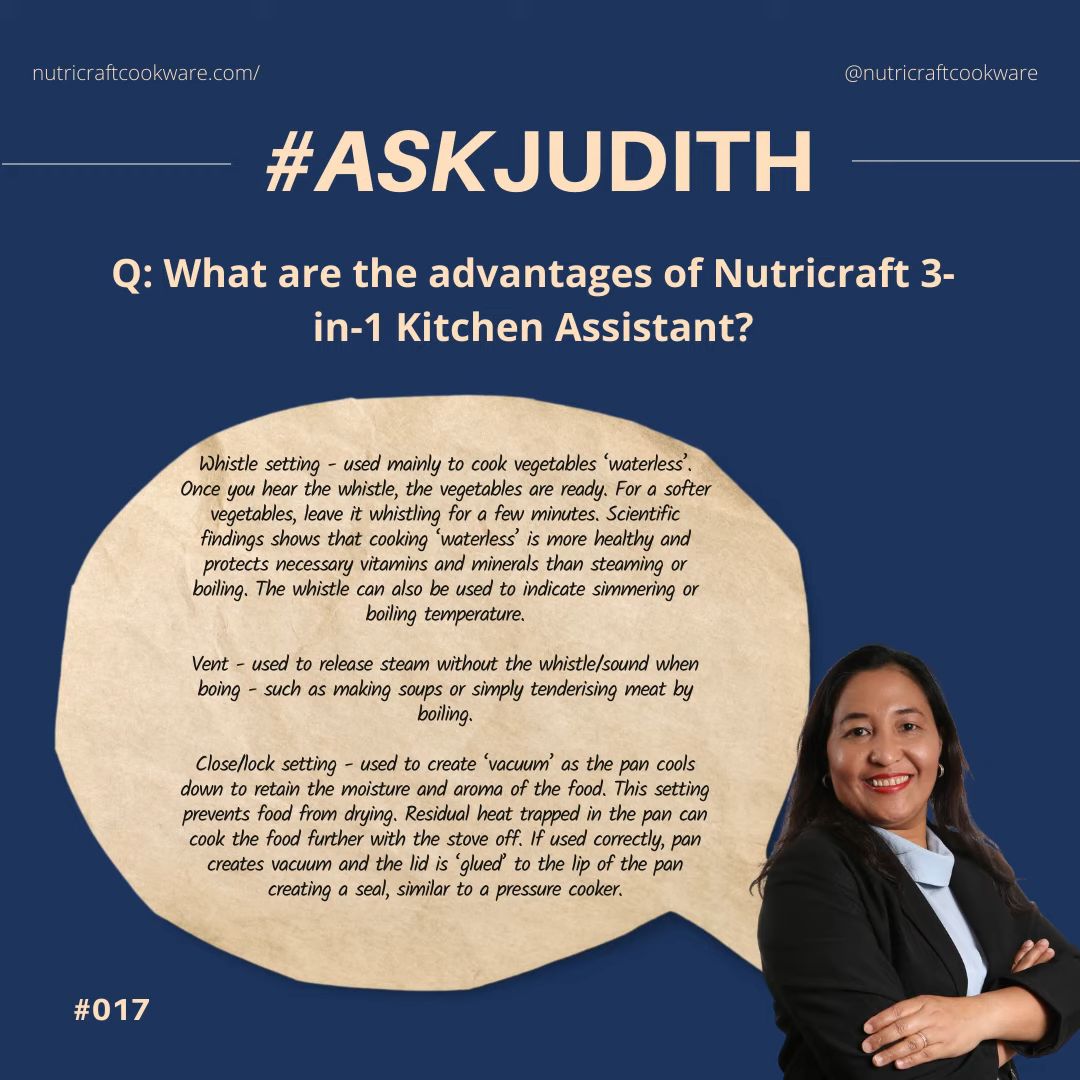 nutricraftcookware.com/
@nutricraftcookware
#ASKJUDITH
Q: What are the advantages of Nutricraft 3-
in-1 Kitchen Assistant?
Whistle setting - used mainly to cook vegetables ‘waterless’.
Once you hear the whistle, the vegetables are ready. For a softer
vegetables, leave it whistling for a few minutes. Scientific
findings shows that cooking ‘waterless’ is more healthy and
protects necessary vitamins and minerals than steaming or
boiling. The whistle can also be used to indicate simmering or
boiling temperature.
Vent - used to release steam without the whistle/sound when
boing - such as making soups or simply tenderising meat by
boiling.
Close/lock setting - used to create ‘vacuum’ as the pan cools
down to retain the moisture and aroma of the food. This setting
prevents food from drying. Residual heat trapped in the pan can
cook the food further with the stove off. If used correctly, pan
creates vacuum and the lid is ‘glued’ to the lip of the pan
creating a seal, similar to a pressure cooker.
#017